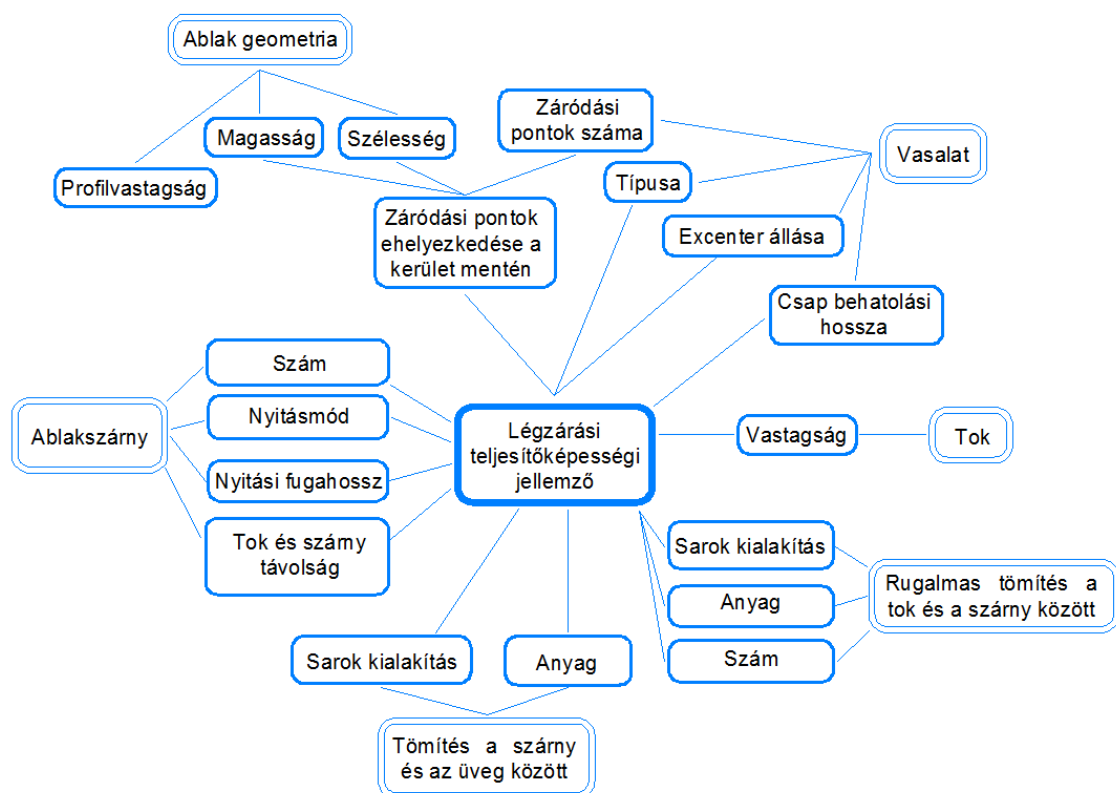 Ablak geometria
Záródási
pontok száma
Magasság
Szélesség
Vasalat
Profilvastagság
Típusa
Záródási pontok
ehelyezkedése a
kerület mentén
Excenter állása
Csap behatolási
hossza
Szám
Nyitásmód
Ablakszárny
Nyitási fugahossz
Tok és szárny
távolság
Légzárási
teljesítőképességi
jellemző
Vastagság
Tok
Sarok kialakítás
Anyag
Szám
Rugalmas tömítés a
tok és a szárny között
Sarok kialakítás
Anyag
Tömítés a szárny
és az üveg között